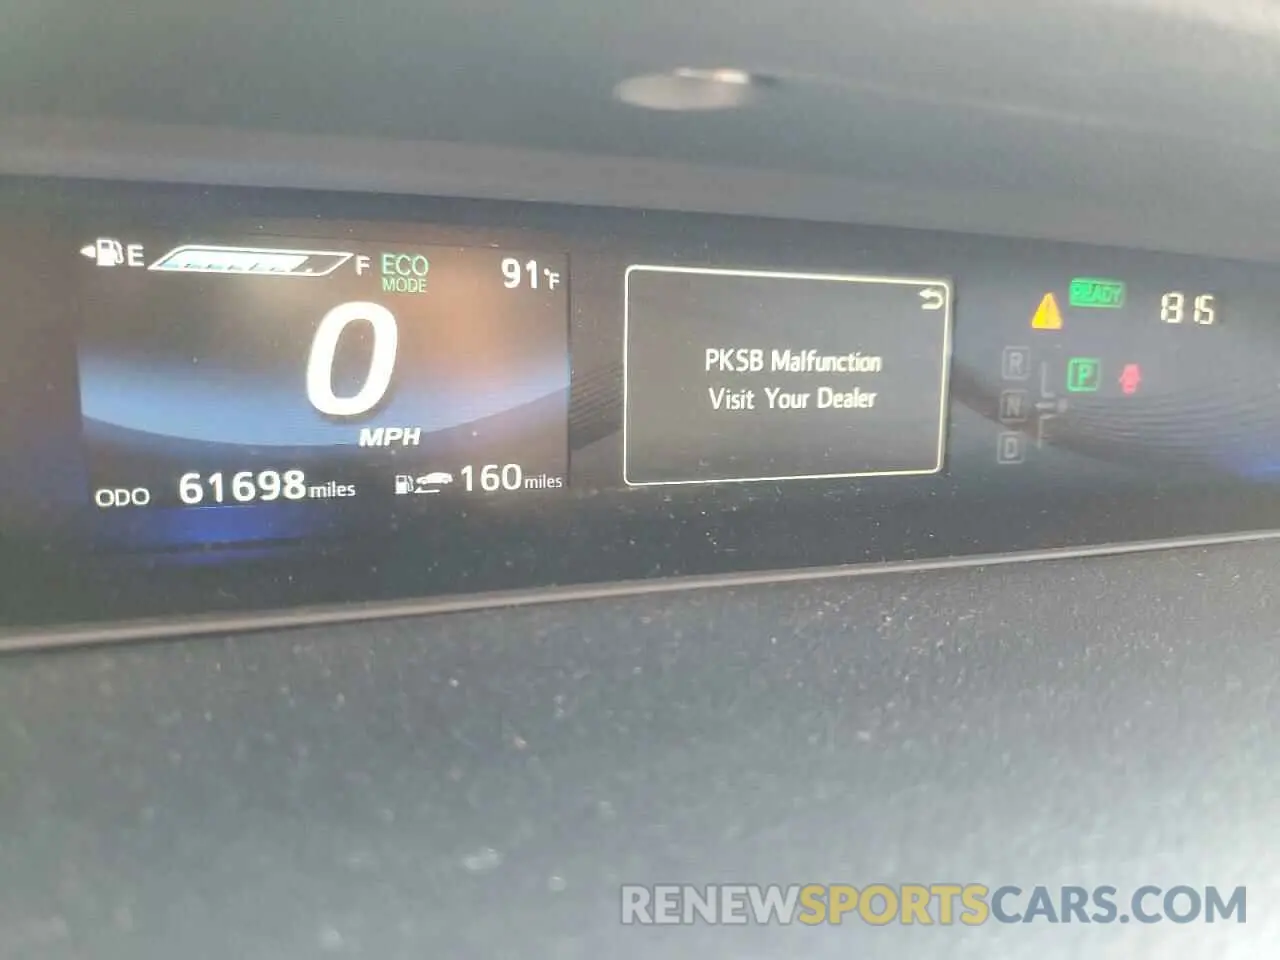 E F ECO MODE 91°F
0
MPH
ODO 61698 miles 160 miles
PKSB Malfunction
Visit Your Dealer
READY 13 15
R P
N
D
RENEWSPORTSCARS.COM